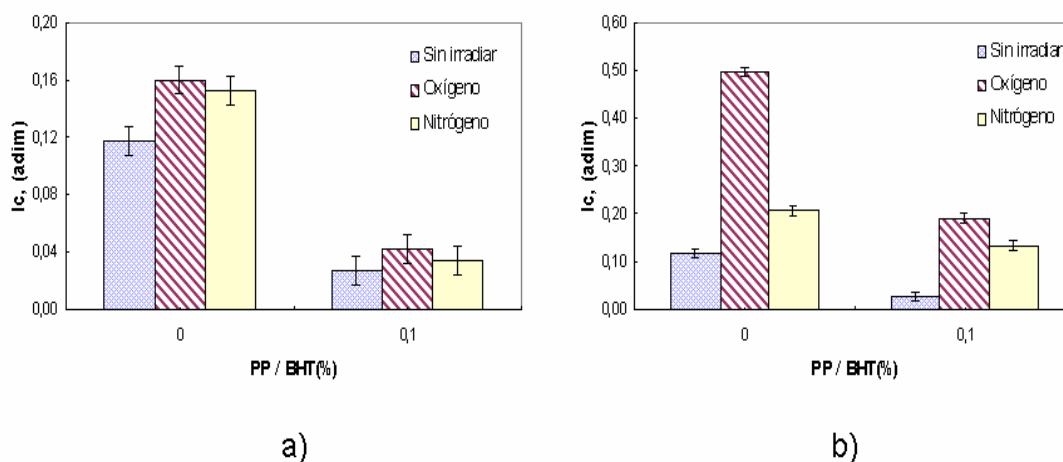 0,20
0,16
0,12
0,08
0,04
0,00
Ic, (adim)
Sin irradiar
Oxígeno
Nitrógeno
0
0,1
PP / BHT(%)
a)
0,60
0,50
0,40
0,30
0,20
0,10
0,00
Ic, (adim)
Sin irradiar
Oxígeno
Nitrógeno
0
0,1
PP / BHT(%)
b)